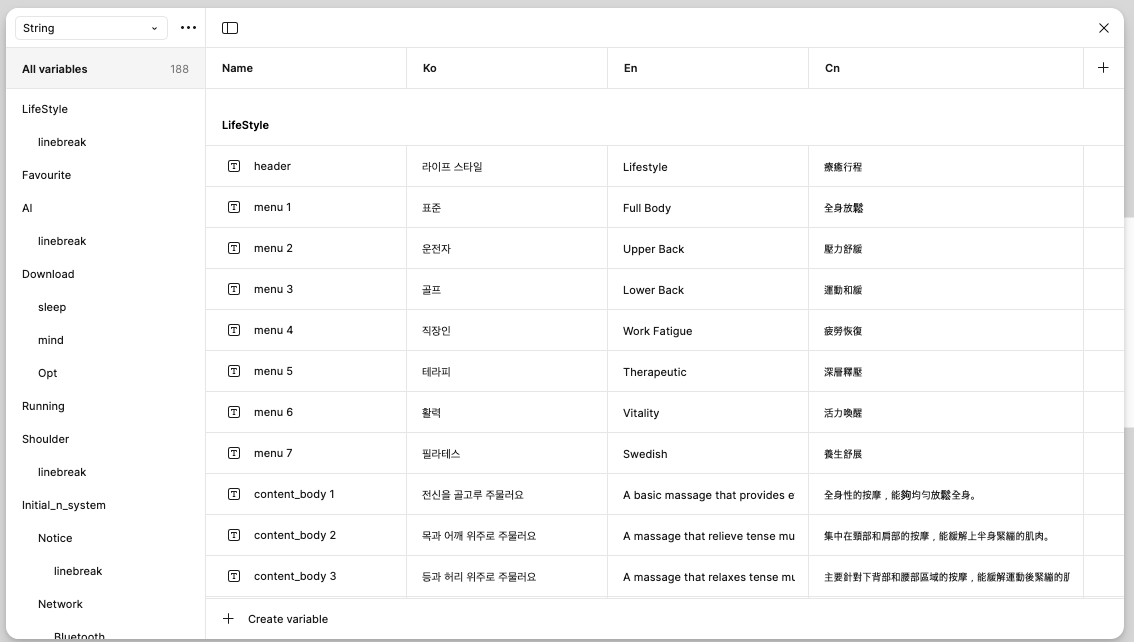 String
All variables 188
LifeStyle
linebreak
Favourite
AI
linebreak
Download
sleep
mind
Opt
Running
Shoulder
linebreak
Initial_n_system
Notice
linebreak
Network
Bluetooth
Name Ko En Cn
LifeStyle
header 라이프 스타일 Lifestyle 療癒行程
menu 1 표준 Full Body 全身放鬆
menu 2 운전자 Upper Back 壓力舒緩
menu 3 골프 Lower Back 運動和緩
menu 4 직장인 Work Fatigue 疲勞恢復
menu 5 테라피 Therapeutic 深層釋壓
menu 6 활력 Vitality 活力喚醒
menu 7 필라테스 Swedish 養生舒展
content_body 1 전신을 골고루 주물러요 A basic massage that provides e 全身性的按摩，能夠均勻放鬆全身。
content_body 2 목과 어깨 위주로 주물러요 A massage that relieve tense mu 集中在頸部和肩部的按摩，能緩解上半身緊繃的肌肉。
content_body 3 등과 허리 위주로 주물러요 A massage that relaxes tense mu 主要針對下背部和腰部區域的按摩，能緩解運動後緊繃的肌
Create variable